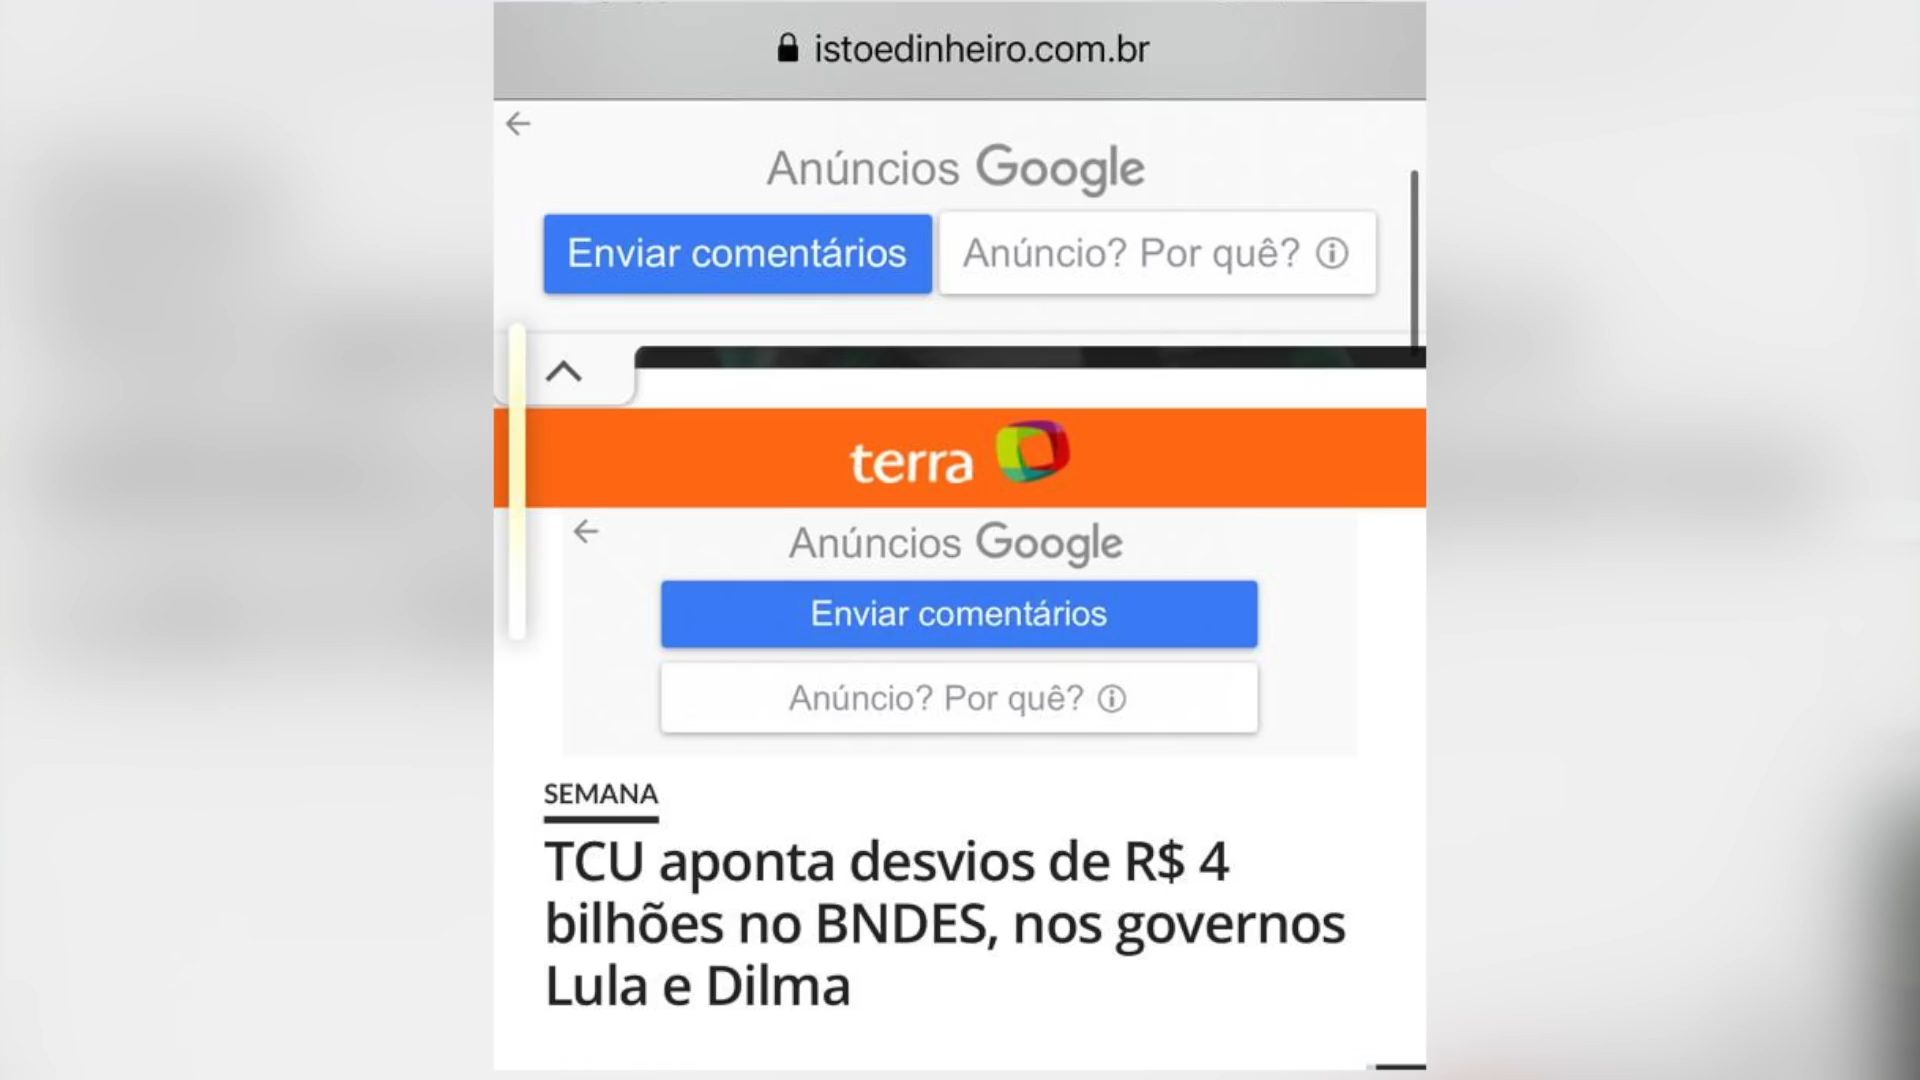 istoedinheiro.com.br
Anúncios Google
Enviar comentários
Anúncio? Por quê?
terra
Anúncios Google
Enviar comentários
Anúncio? Por quê?
SEMANA
TCU aponta desvios de R$ 4
bilhões no BNDES, nos governos
Lula e Dilma